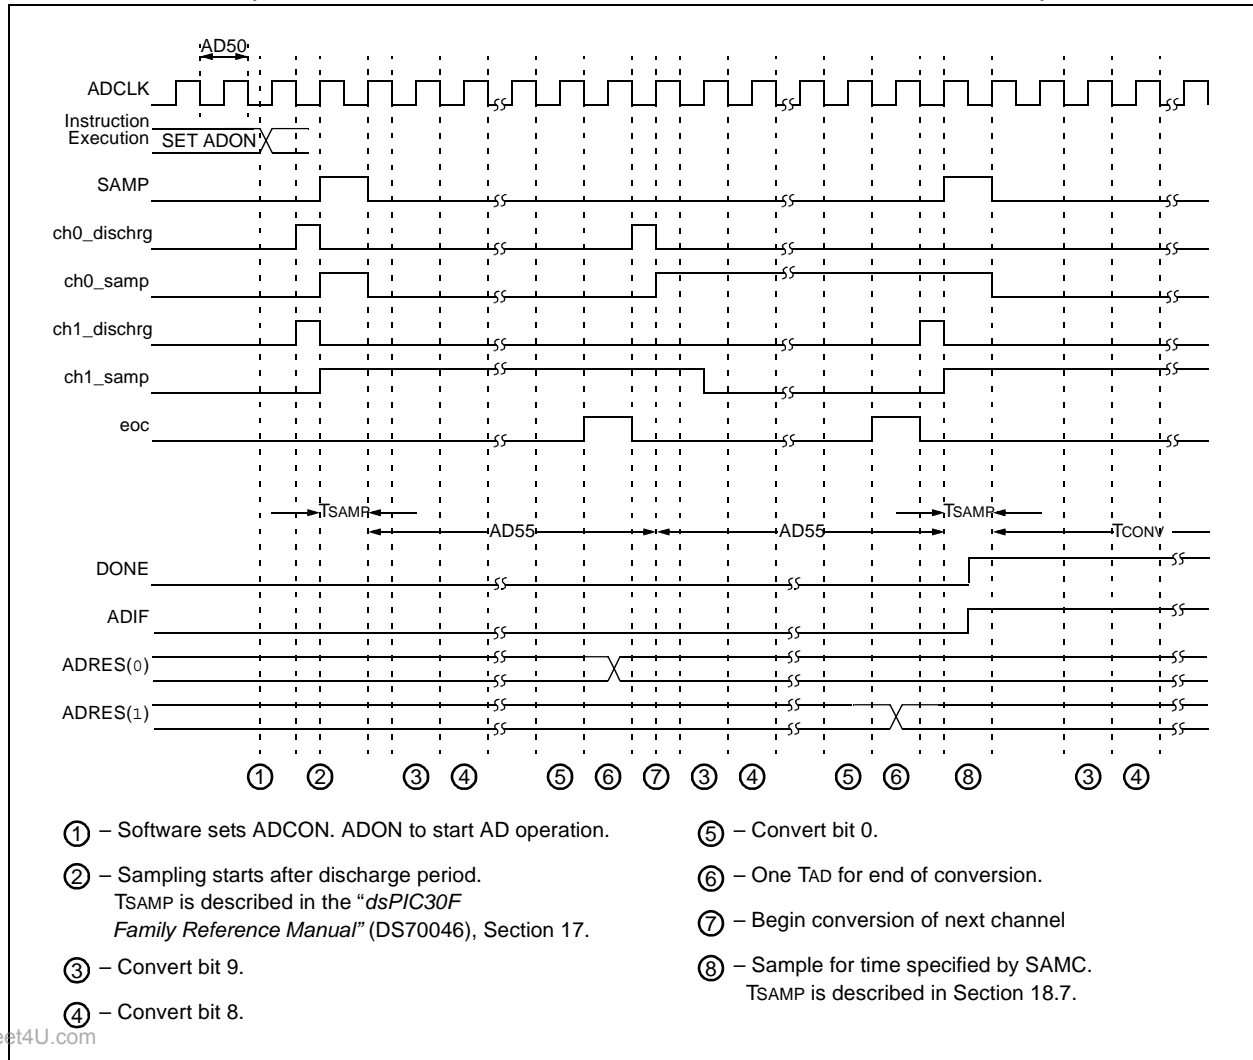 AD50
ADCLK
Instruction
Execution SET ADON
SAMP
ch0_dischrg
ch0_samp
ch1_dischrg
ch1_samp
eoc
TSAMP TSAMP
AD55 AD55 TCONV
DONE
ADIF
ADRES(0)
ADRES(1)
1 2 3 4 5 6 7 3 4 5 6 8 3 4
1 – Software sets ADCON. ADON to start AD operation.
2 – Sampling starts after discharge period.
TSAMP is described in the “dsPIC30F
Family Reference Manual” (DS70046), Section 17.
3 – Convert bit 9.
4 – Convert bit 8.
5 – Convert bit 0.
6 – One TAD for end of conversion.
7 – Begin conversion of next channel
8 – Sample for time specified by SAMC.
TSAMP is described in Section 18.7.
et4U.com